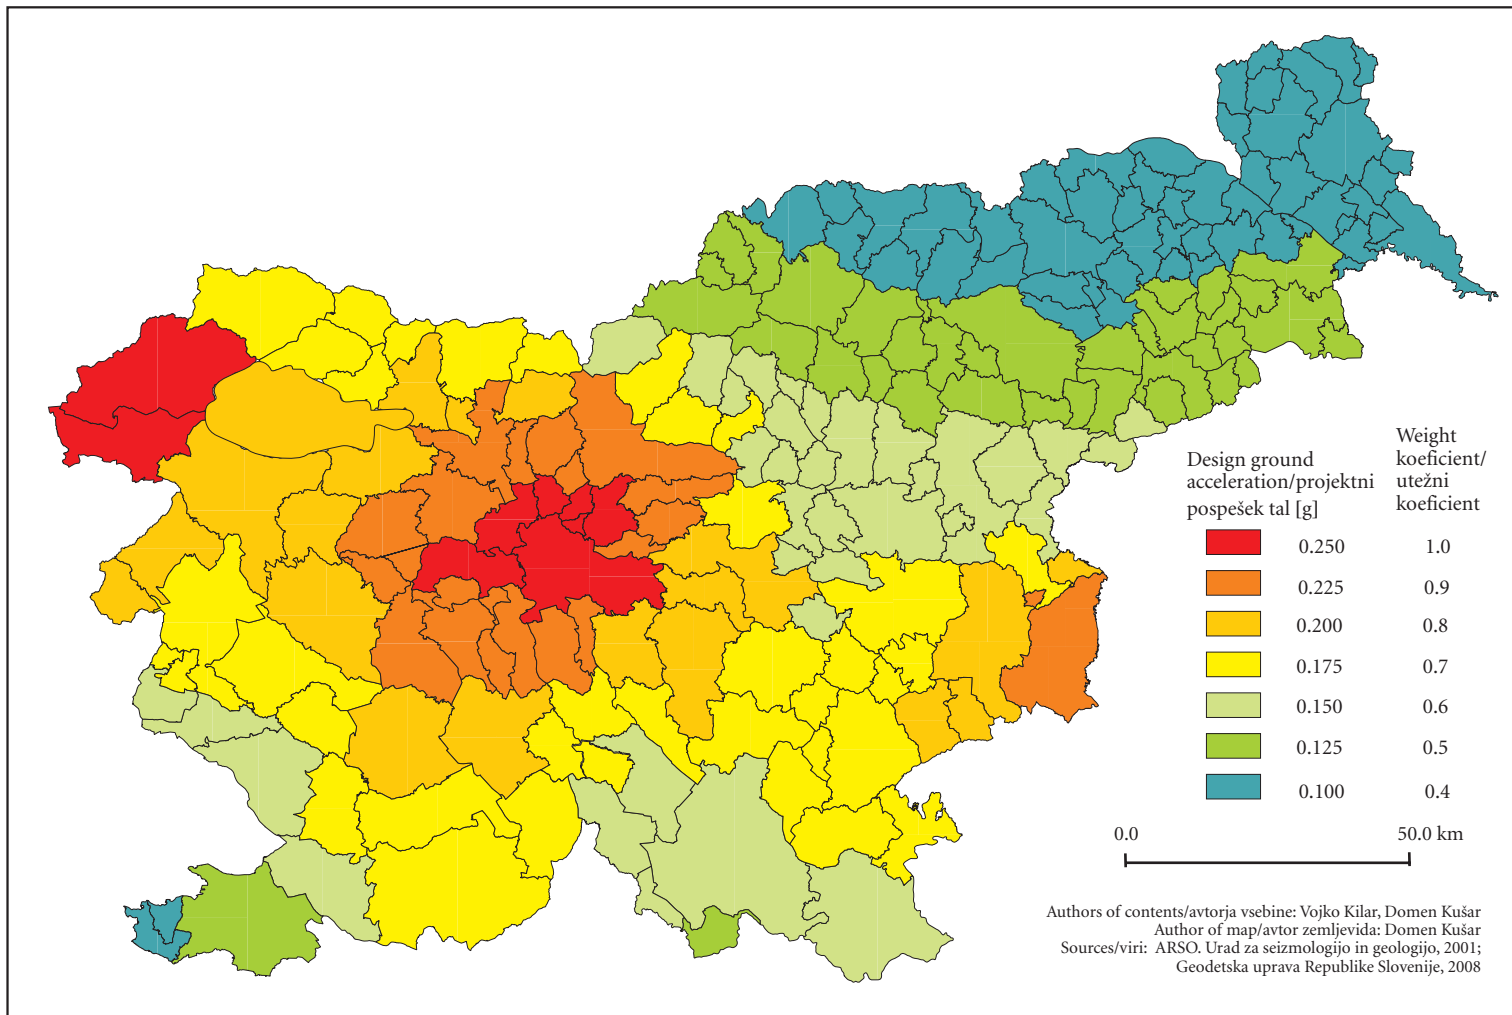 Design ground
acceleration/projektni
pospešek tal [g]
Weight
koeficient/
utežni
koeficient
0.250 1.0
0.225 0.9
0.200 0.8
0.175 0.7
0.150 0.6
0.125 0.5
0.100 0.4
0.0 50.0 km
Authors of contents/avtorja vsebine: Vojko Kilar, Domen Kušar
Author of map/avtor zemljevida: Domen Kušar
Sources/viri: ARSO. Urad za seizmologijo in geologijo, 2001;
Geodetska uprava Republike Slovenije, 2008